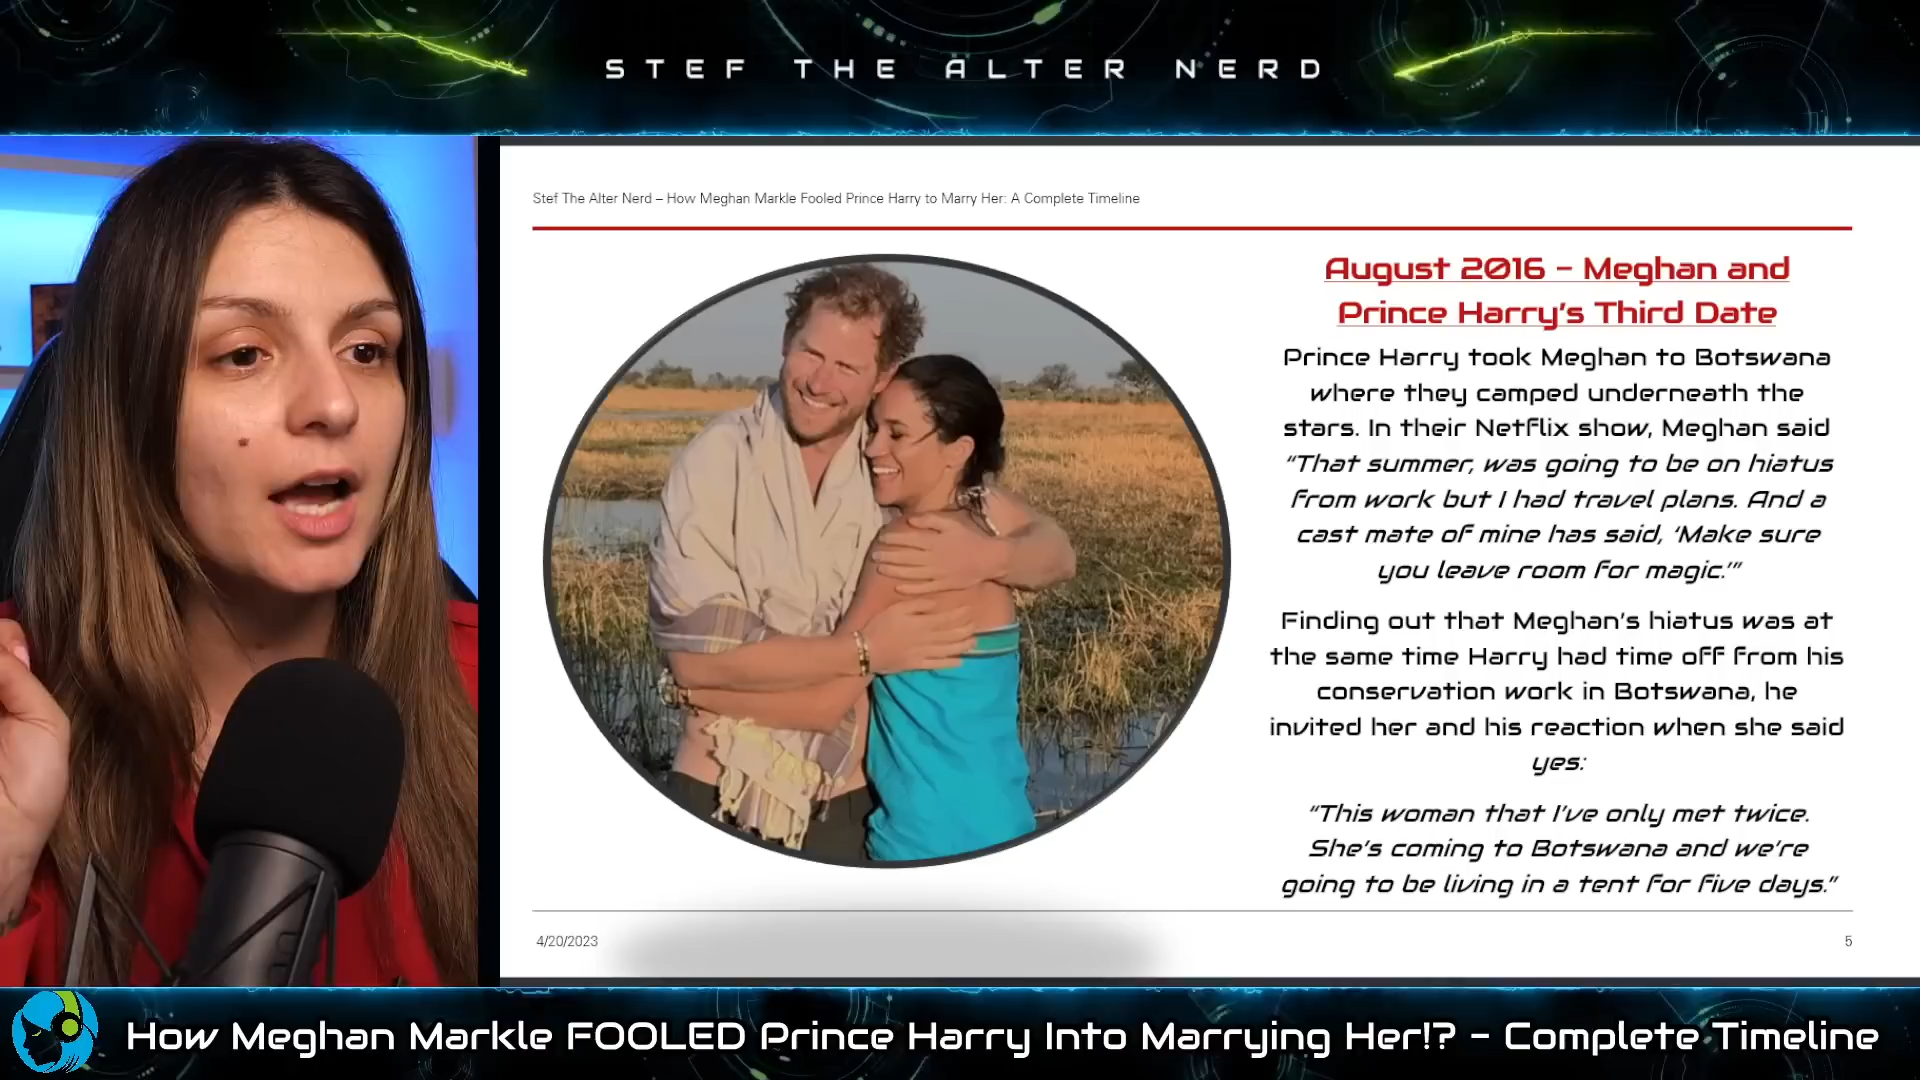 STEF THE ALTER NERD
Stef The Alter Nerd – How Meghan Markle Fooled Prince Harry to Marry Her: A Complete Timeline
August 2016 – Meghan and
Prince Harry's Third Date
Prince Harry took Meghan to Botswana
where they camped underneath the
stars. In their Netflix show, Meghan said
“That summer, was going to be on hiatus
from work but I had travel plans. And a
cast mate of mine has said, ‘Make sure
you leave room for magic.’”
Finding out that Meghan’s hiatus was at
the same time Harry had time off from his
conservation work in Botswana, he
invited her and his reaction when she said
yes:
“This woman that I’ve only met twice.
She’s coming to Botswana and we’re
going to be living in a tent for five days.”
4/20/2023
5
How Meghan Markle FOOLED Prince Harry Into Marrying Her!? - Complete Timeline